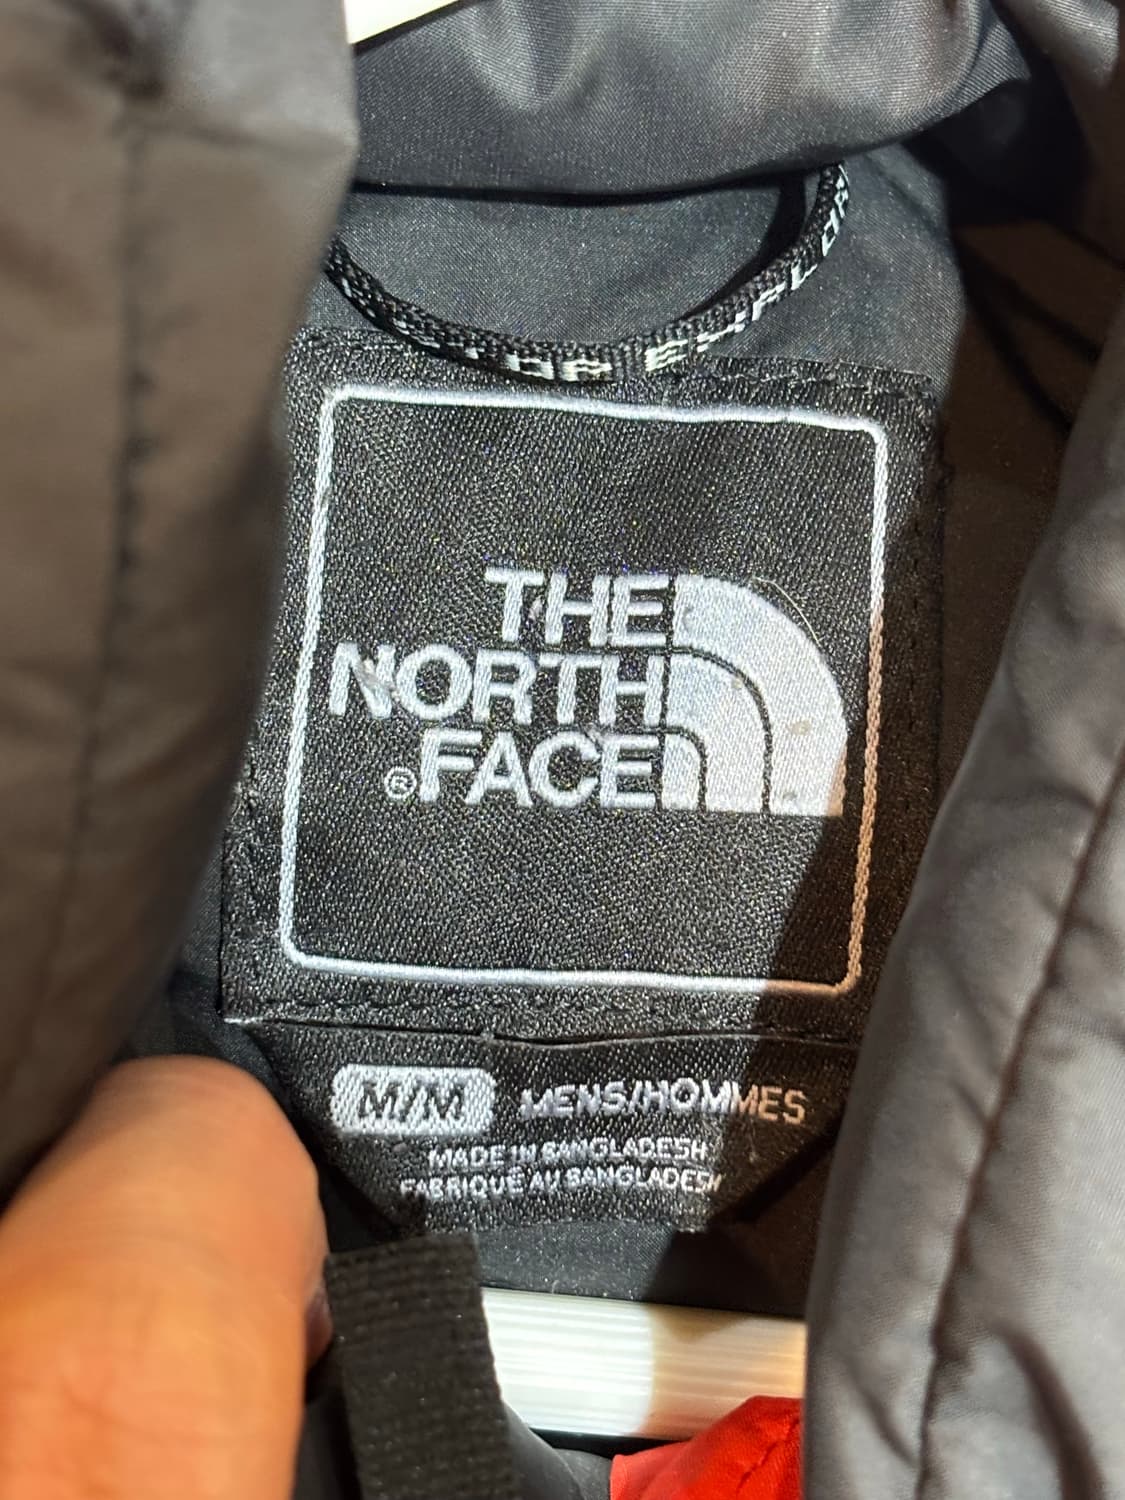 THE
NORTH
®FACE
M/M MENS/HOMMES
MADE IN BANGLADESH
FABRIQUÉ AU BANGLADESH